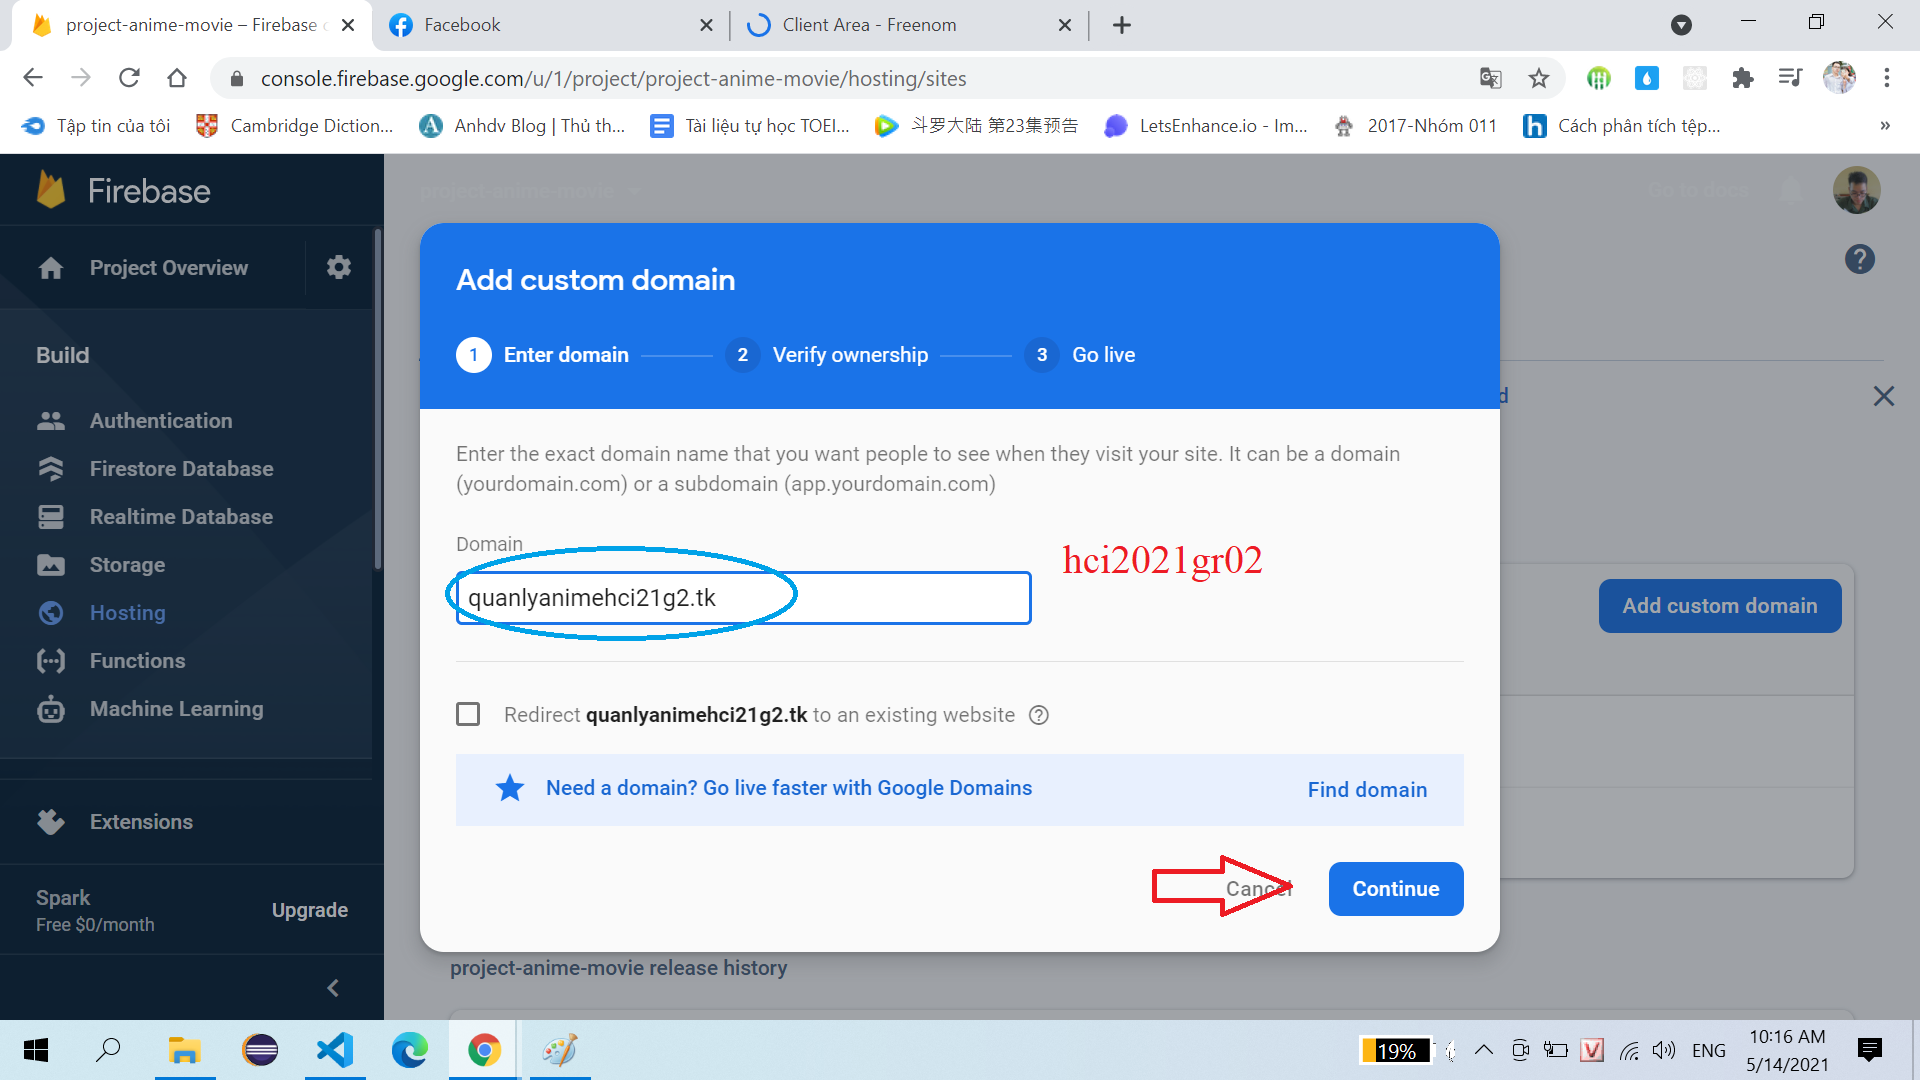 project-anime-movie – Firebase c
Facebook
Client Area - Freenom
console.firebase.google.com/u/1/project/project-anime-movie/hosting/sites
Tập tin của tôi
Cambridge Diction...
Anhdv Blog | Thủ th...
Tài liệu tự học TOEI...
斗罗大陆 第23集预告
LetsEnhance.io - Im...
2017-Nhóm 011
Cách phân tích tệp...
»
Firebase
project-anime-movie
Go to docs
Project Overview
Build
Authentication
Firestore Database
Realtime Database
Storage
Hosting
Functions
Machine Learning
Extensions
Spark
Free $0/month
Upgrade
Add custom domain
1 Enter domain
2 Verify ownership
3 Go live
Enter the exact domain name that you want people to see when they visit your site. It can be a domain
(yourdomain.com) or a subdomain (app.yourdomain.com)
Domain
quanlyanimehci21g2.tk
hci2021gr02
Redirect quanlyanimehci21g2.tk to an existing website
Need a domain? Go live faster with Google Domains
Find domain
Cancel
Continue
d
Add custom domain
project-anime-movie release history
19%
ENG
10:16 AM
5/14/2021